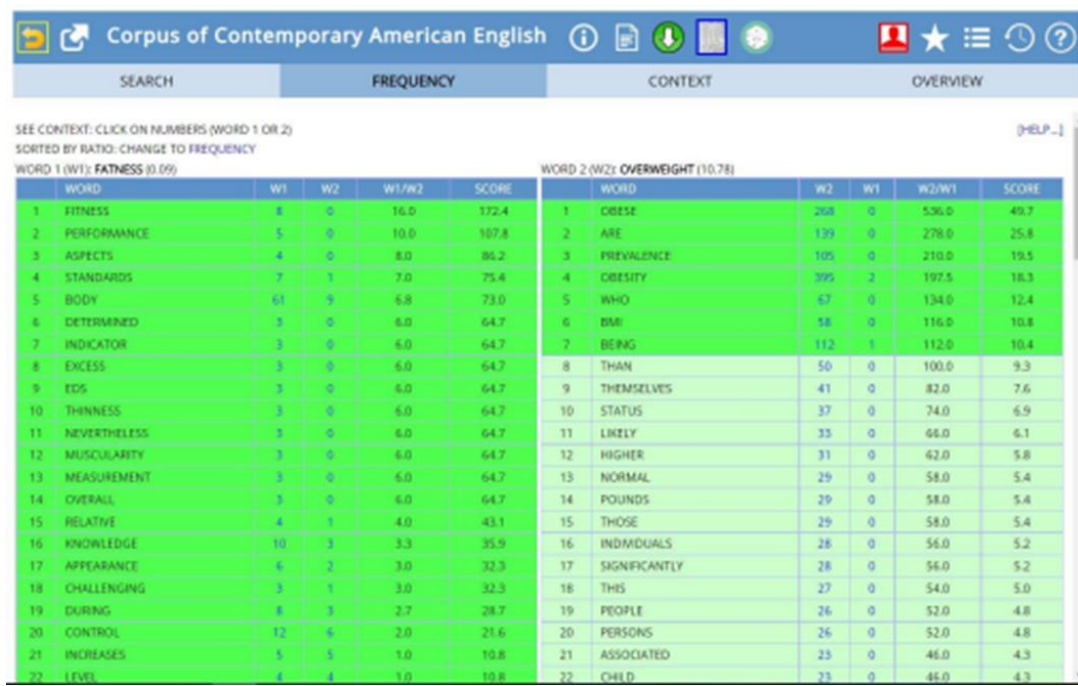 Corpus of Contemporary American English
SEARCH FREQUENCY CONTEXT OVERVIEW
SEE CONTEXT: CLICK ON NUMBERS (WORD 1 OR 2) [HELP...]
SORTED BY RATIO: CHANGE TO FREQUENCY
WORD 1 (W1): FATNESS (0.09) WORD 2 (W2): OVERWEIGHT (10.78)
WORD W1 W2 W1/W2 SCORE WORD W2 W1 W2/W1 SCORE
1 FITNESS 8 0 16.0 172.4 1 OBESE 268 0 536.0 49.7
2 PERFORMANCE 5 0 10.0 107.8 2 ARE 139 0 278.0 25.8
3 ASPECTS 4 0 8.0 86.2 3 PREVALENCE 105 0 210.0 19.5
4 STANDARDS 7 1 7.0 75.4 4 OBESITY 395 2 197.5 18.3
5 BODY 61 9 6.8 73.0 5 WHO 67 0 134.0 12.4
6 DETERMINED 3 0 6.0 64.7 6 BMI 58 0 116.0 10.8
7 INDICATOR 3 0 6.0 64.7 7 BEING 112 1 112.0 10.4
8 EXCESS 3 0 6.0 64.7 8 THAN 50 0 100.0 9.3
9 EDS 3 0 6.0 64.7 9 THEMSELVES 41 0 82.0 7.6
10 THINNESS 3 0 6.0 64.7 10 STATUS 37 0 74.0 6.9
11 NEVERTHELESS 3 0 6.0 64.7 11 LIKELY 33 0 66.0 6.1
12 MUSCULARITY 3 0 6.0 64.7 12 HIGHER 31 0 62.0 5.8
13 MEASUREMENT 3 0 6.0 64.7 13 NORMAL 29 0 58.0 5.4
14 OVERALL 3 0 6.0 64.7 14 POUNDS 29 0 58.0 5.4
15 RELATIVE 4 1 4.0 43.1 15 THOSE 29 0 58.0 5.4
16 KNOWLEDGE 10 3 3.3 35.9 16 INDIVIDUALS 28 0 56.0 5.2
17 APPEARANCE 6 2 3.0 32.3 17 SIGNIFICANTLY 28 0 56.0 5.2
18 CHALLENGING 3 1 3.0 32.3 18 THIS 27 0 54.0 5.0
19 DURING 8 3 2.7 28.7 19 PEOPLE 26 0 52.0 4.8
20 CONTROL 12 6 2.0 21.6 20 PERSONS 26 0 52.0 4.8
21 INCREASES 5 5 1.0 10.8 21 ASSOCIATED 23 0 46.0 4.3
22 LEVEL 4 4 1.0 10.8 22 CHILD 23 0 46.0 4.3